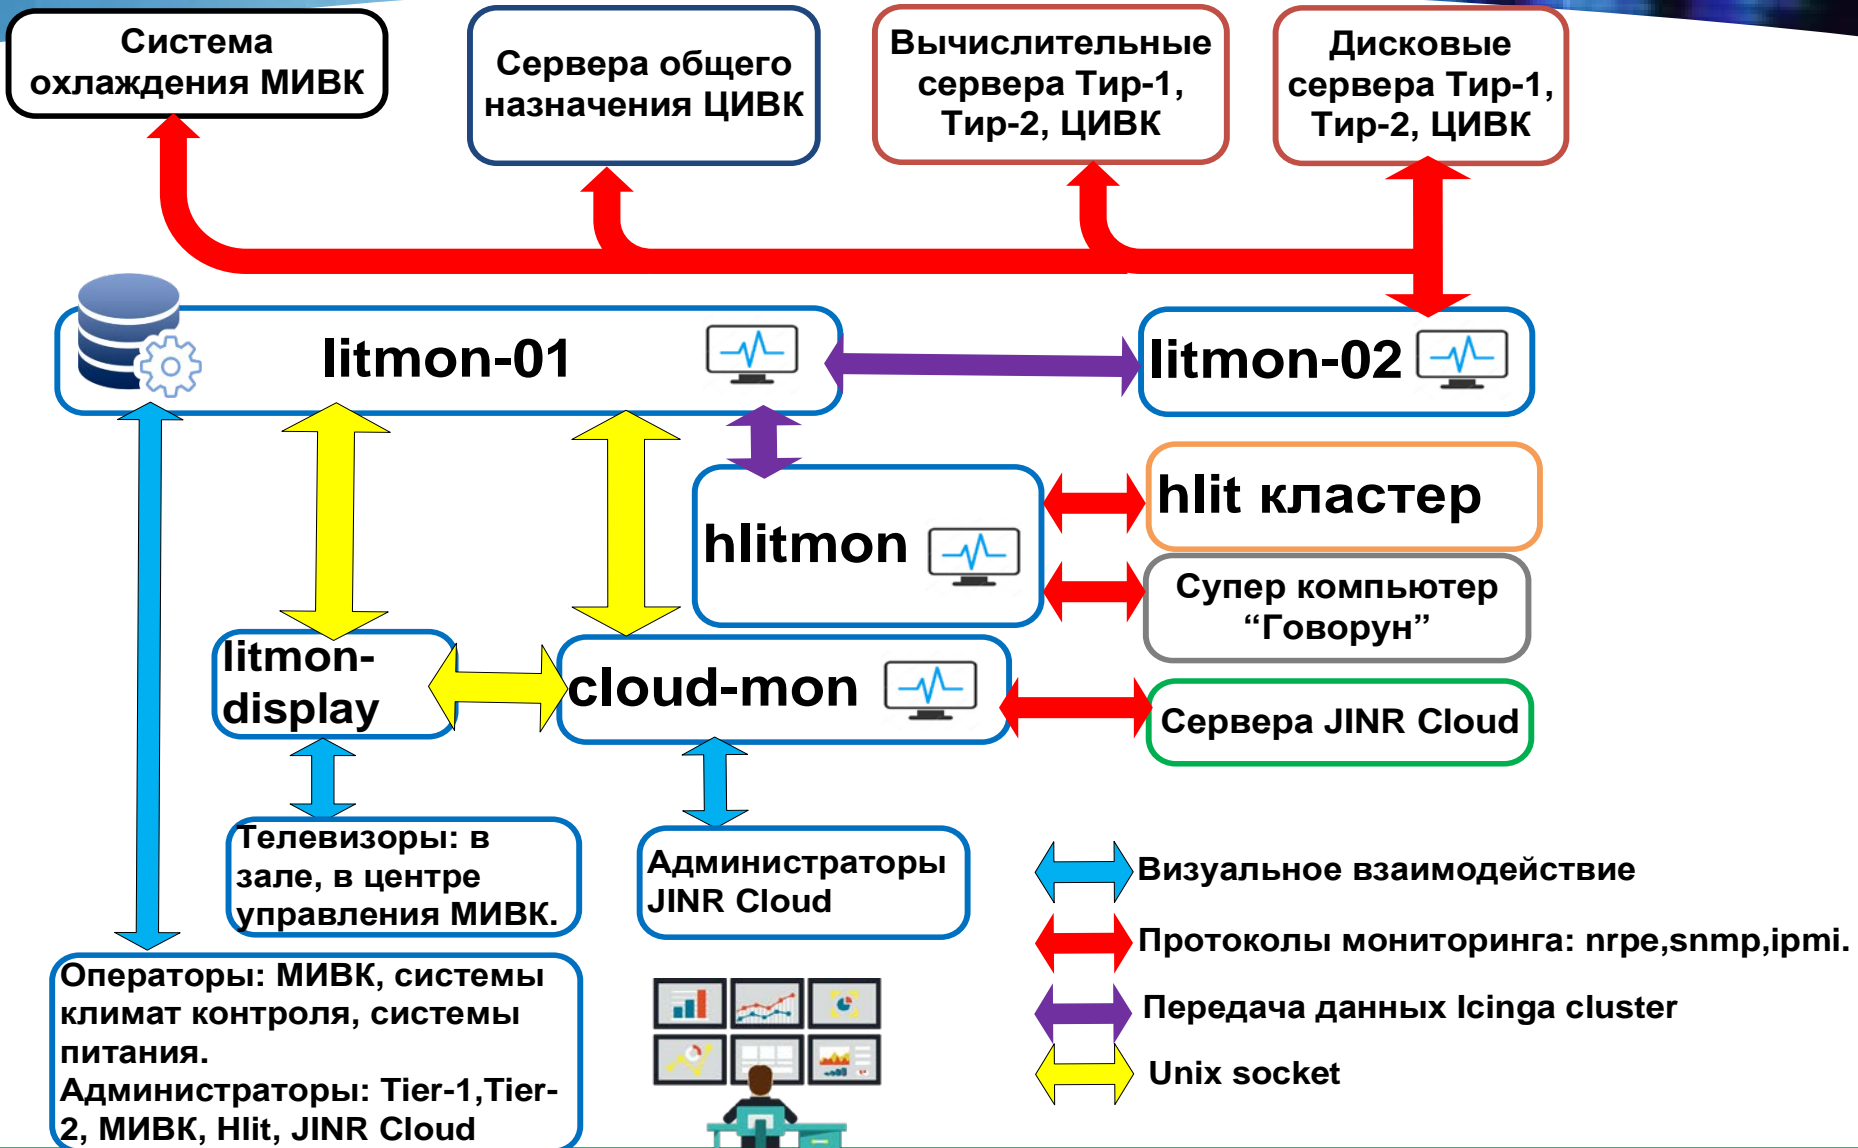 Система
охлаждения МИВК
Сервера общего
назначения ЦИВК
Вычислительные
сервера Тир-1,
Тир-2, ЦИВК
Дисковые
сервера Тир-1,
Тир-2, ЦИВК
litmon-01
litmon-02
hlitmon
hlit кластер
Супер компьютер
“Говорун”
litmon-
display
cloud-mon
Сервера JINR Cloud
Телевизоры: в
зале, в центре
управления МИВК.
Администраторы
JINR Cloud
Операторы: МИВК, системы
климат контроля, системы
питания.
Администраторы: Tier-1,Tier-
2, МИВК, Hlit, JINR Cloud
Визуальное взаимодействие
Протоколы мониторинга: nrpe,snmp,ipmi.
Передача данных Icinga cluster
Unix socket